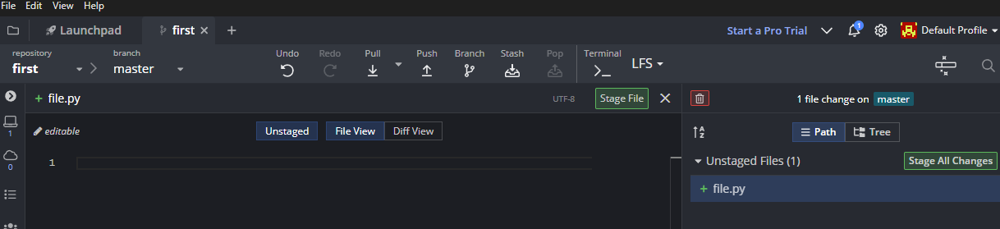 File Edit View Help
Launchpad first Start a Pro Trial 1 Default Profile
repository branch Undo Redo Pull Push Branch Stash Pop Terminal
first master LFS
file.py UTF-8 Stage File 1 file change on master
1
editable Unstaged File View Diff View Path Tree
0
1
Unstaged Files (1) Stage All Changes
file.py